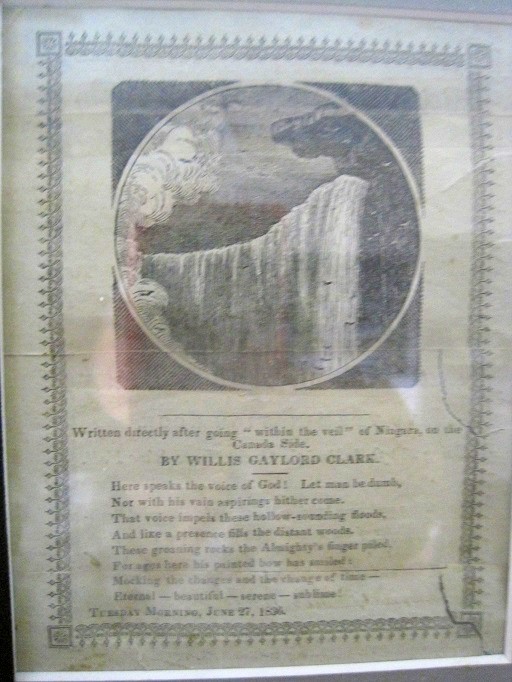 Written directly after going "within the veil" of Niagara, on the
Canada Side.
BY WILLIS GAYLORD CLARK.
Here speaks the voice of God! Let man be dumb,
Nor with his vain aspirings hither come.
That voice impels these hollow-sounding floods,
And like a presence fills the distant woods.
These groaning rocks the Almighty's finger piled,
For ages here his painted bow has smiled:
Mocking the changes and the change of time—
Eternal—beautiful—serene—sublime!
TUESDAY MORNING, JUNE 27, 1836.